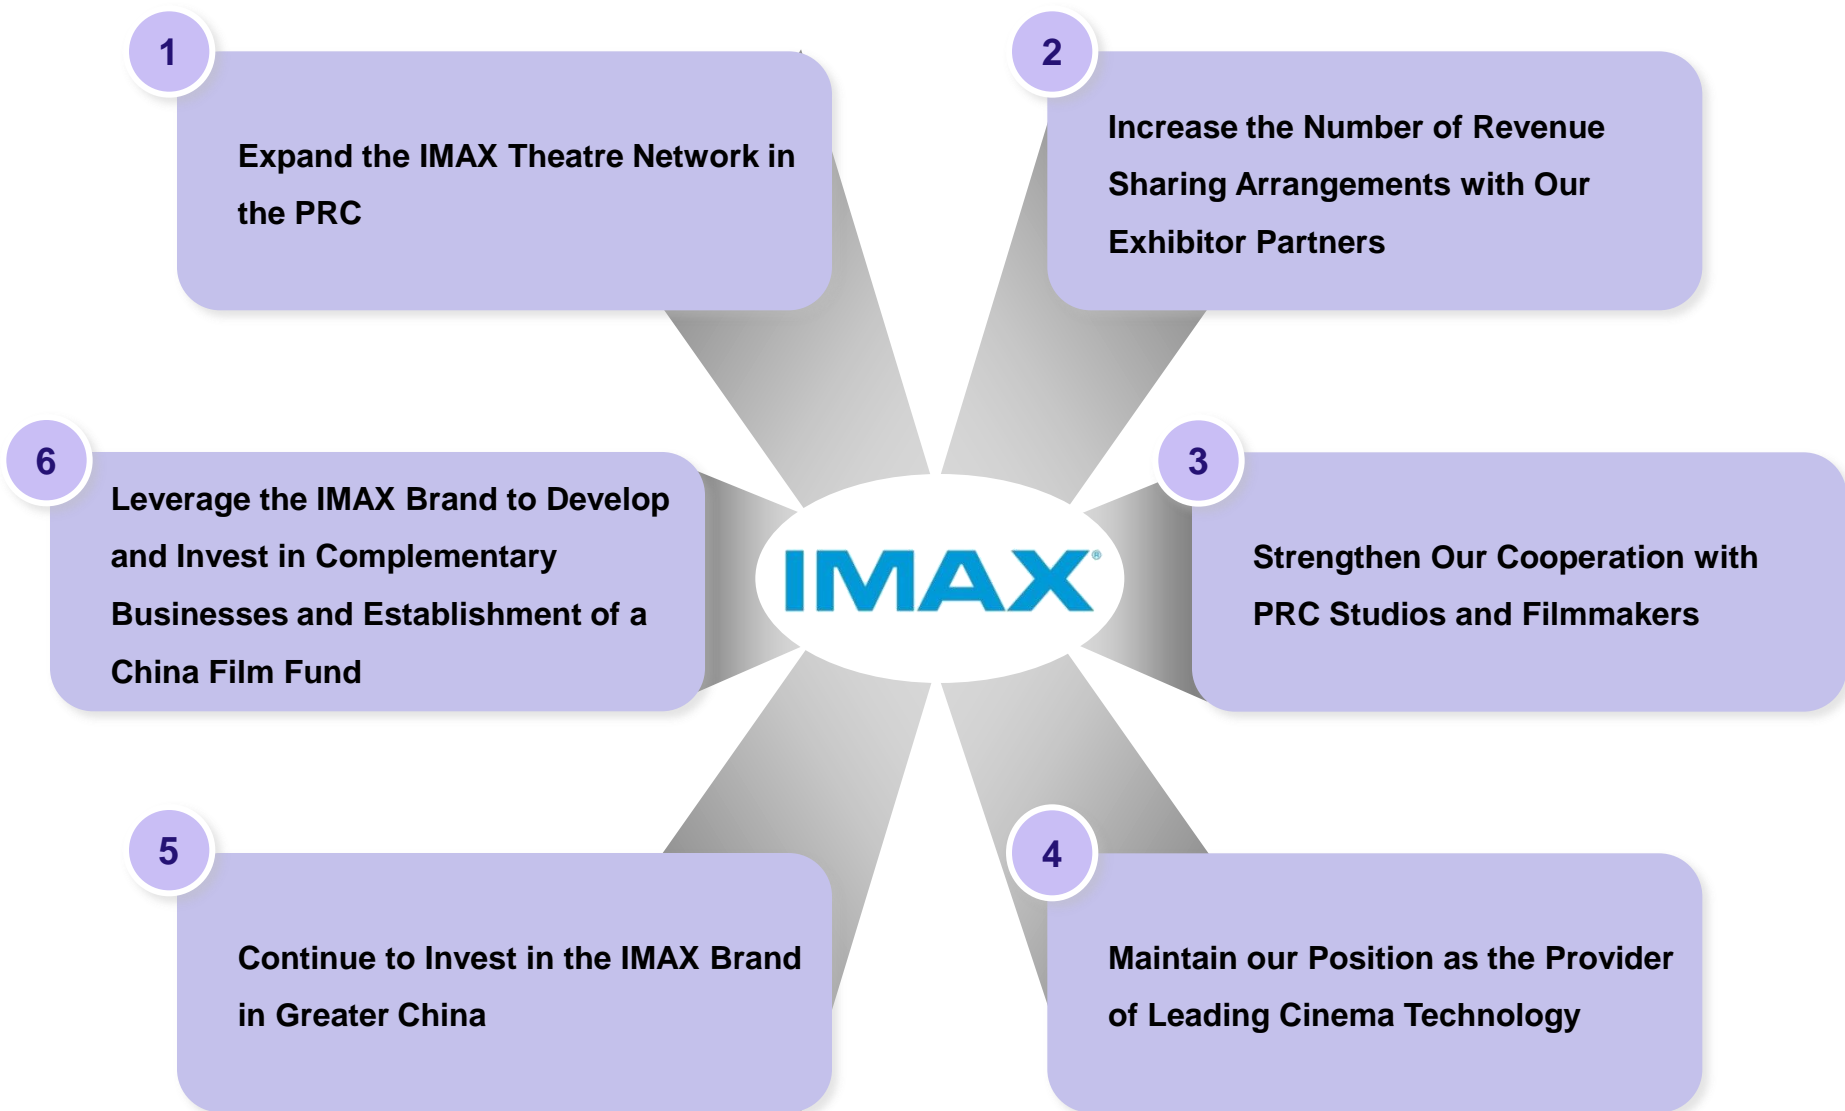 1
Expand the IMAX Theatre Network in
the PRC
2
Increase the Number of Revenue
Sharing Arrangements with Our
Exhibitor Partners
3
Strengthen Our Cooperation with
PRC Studios and Filmmakers
4
Maintain our Position as the Provider
of Leading Cinema Technology
5
Continue to Invest in the IMAX Brand
in Greater China
6
Leverage the IMAX Brand to Develop
and Invest in Complementary
Businesses and Establishment of a
China Film Fund
IMAX®